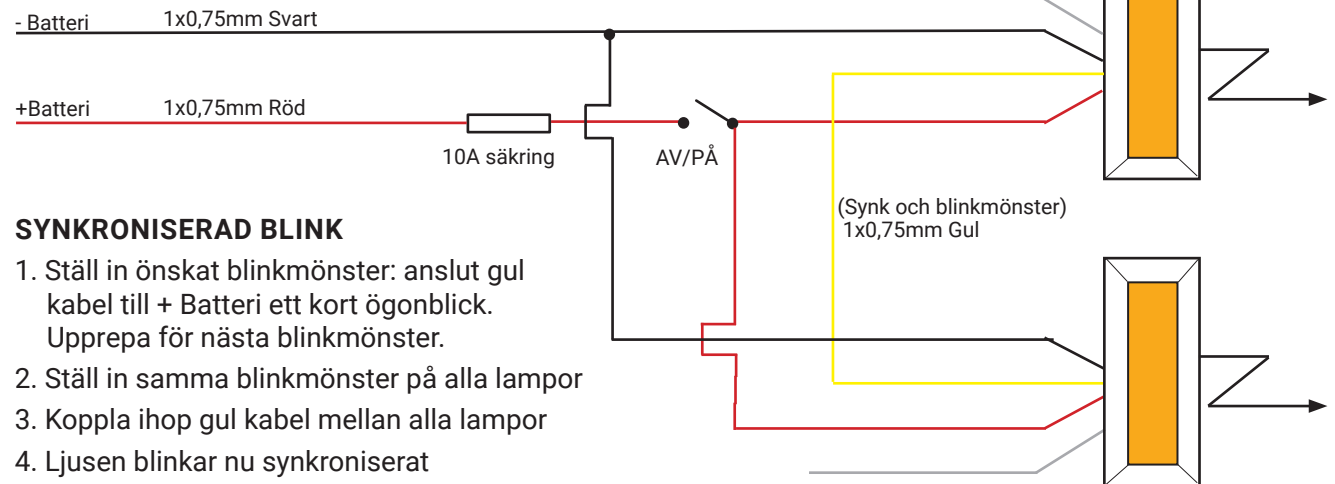 - Batteri 1x0,75mm Svart
+Batteri 1x0,75mm Röd
10A säkring AV/PÅ
(Synk och blinkmönster)
1x0,75mm Gul
SYNKRONISERAD BLINK
1. Ställ in önskat blinkmönster: anslut gul
kabel till + Batteri ett kort ögonblick.
Upprepa för nästa blinkmönster.
2. Ställ in samma blinkmönster på alla lampor
3. Koppla ihop gul kabel mellan alla lampor
4. Ljusen blinkar nu synkroniserat